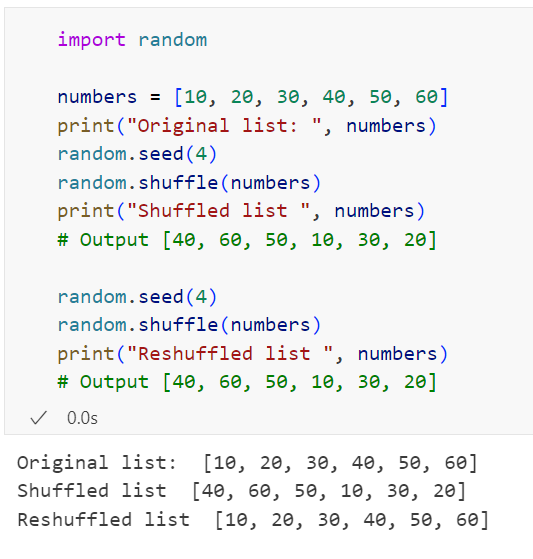 import random
numbers = [10, 20, 30, 40, 50, 60]
print("Original list: ", numbers)
random.seed(4)
random.shuffle(numbers)
print("Shuffled list ", numbers)
# Output [40, 60, 50, 10, 30, 20]
random.seed(4)
random.shuffle(numbers)
print("Reshuffled list ", numbers)
# Output [40, 60, 50, 10, 30, 20]
0.0s
Original list:  [10, 20, 30, 40, 50, 60]
Shuffled list  [40, 60, 50, 10, 30, 20]
Reshuffled list  [10, 20, 30, 40, 50, 60]